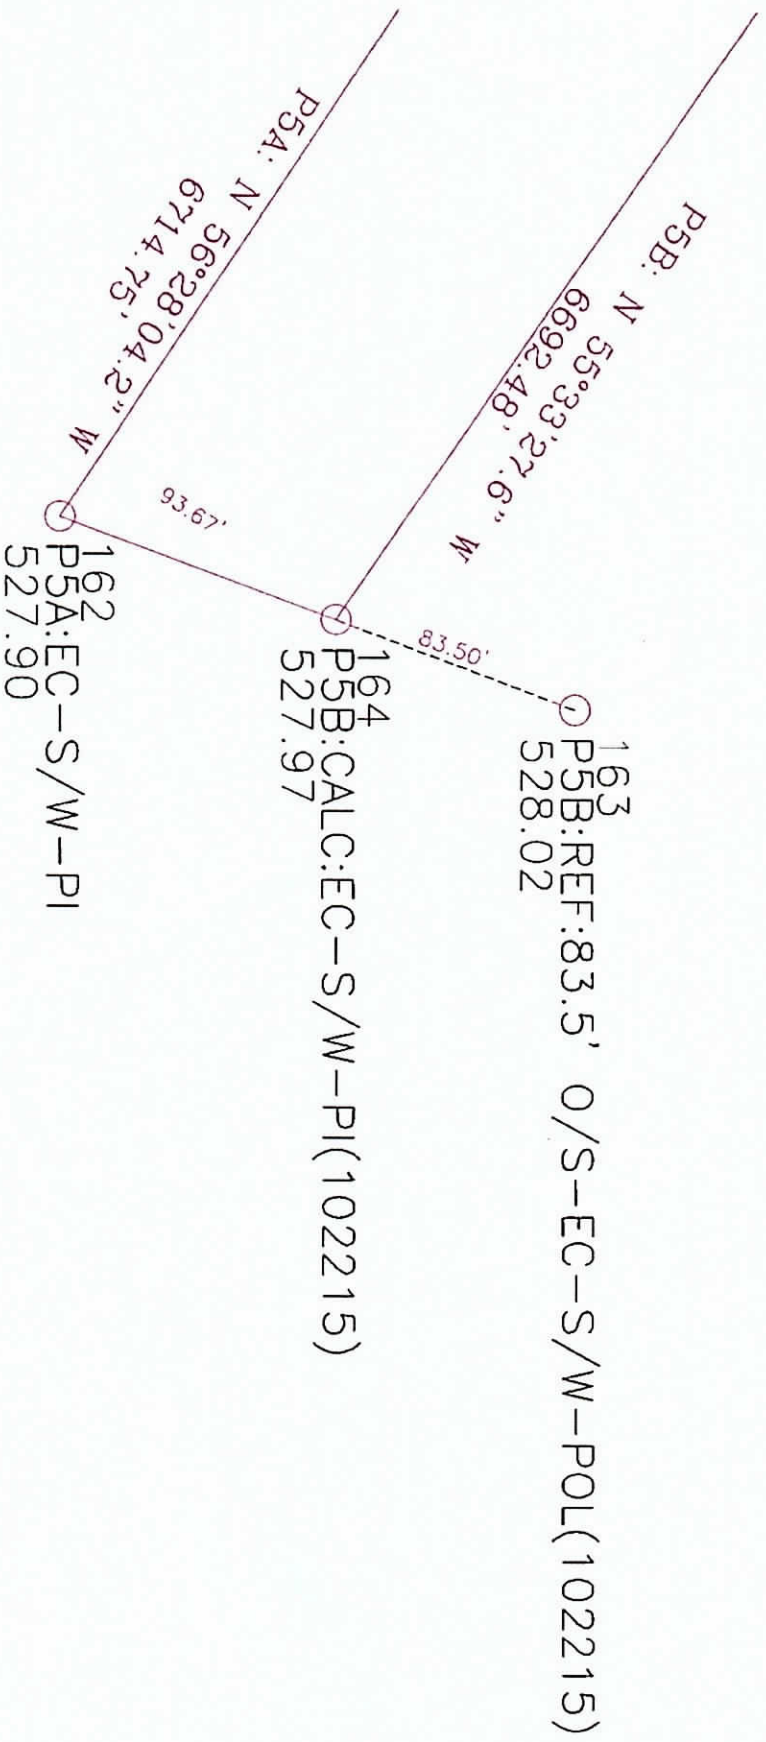 P5B: N 55°33'27.6" W
6692.48'
P5A: N 56°28'04.2" W
6714.75'
83.50'
93.67'
163
P5B:REF:83.5' O/S-EC-S/W-POL(102215)
528.02
164
P5B:CALC:EC-S/W-PI(102215)
527.97
162
P5A:EC-S/W-PI
527.90